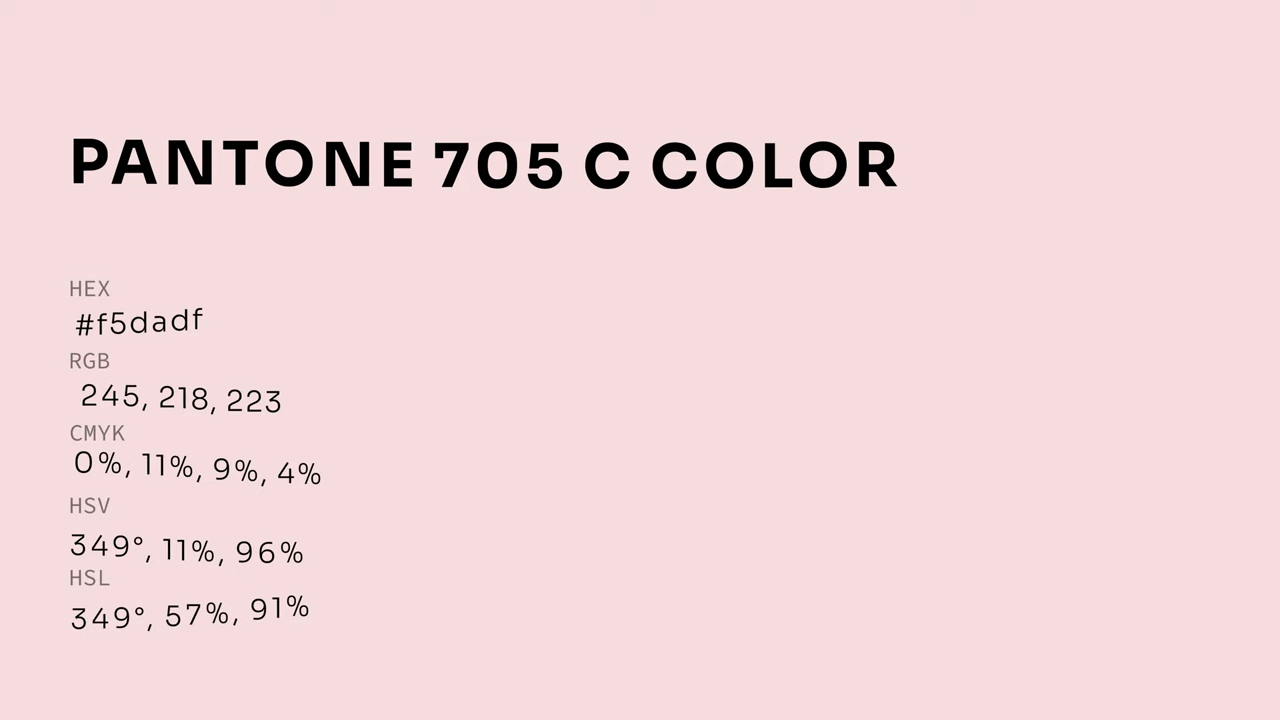 PANTONE 705 C COLOR
HEX
#f5dadf
RGB
245, 218, 223
CMYK
0%, 11%, 9%, 4%
HSV
349°, 11%, 96%
HSL
349°, 57%, 91%